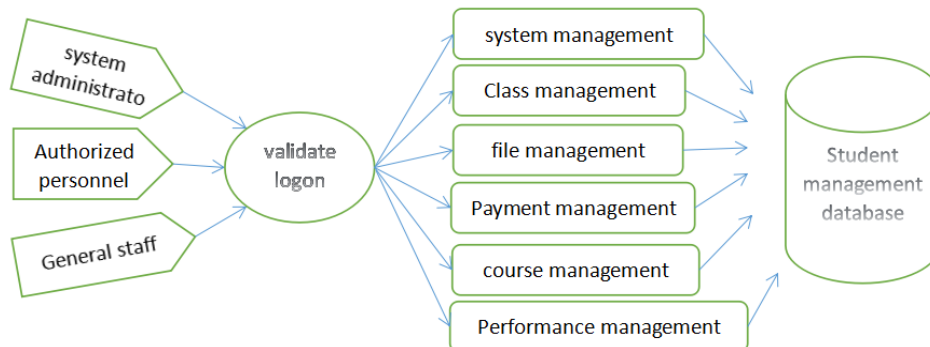 system
administrato
Authorized
personnel
General staff
validate
logon
system management
Class management
file management
Payment management
course management
Performance management
Student
management
database